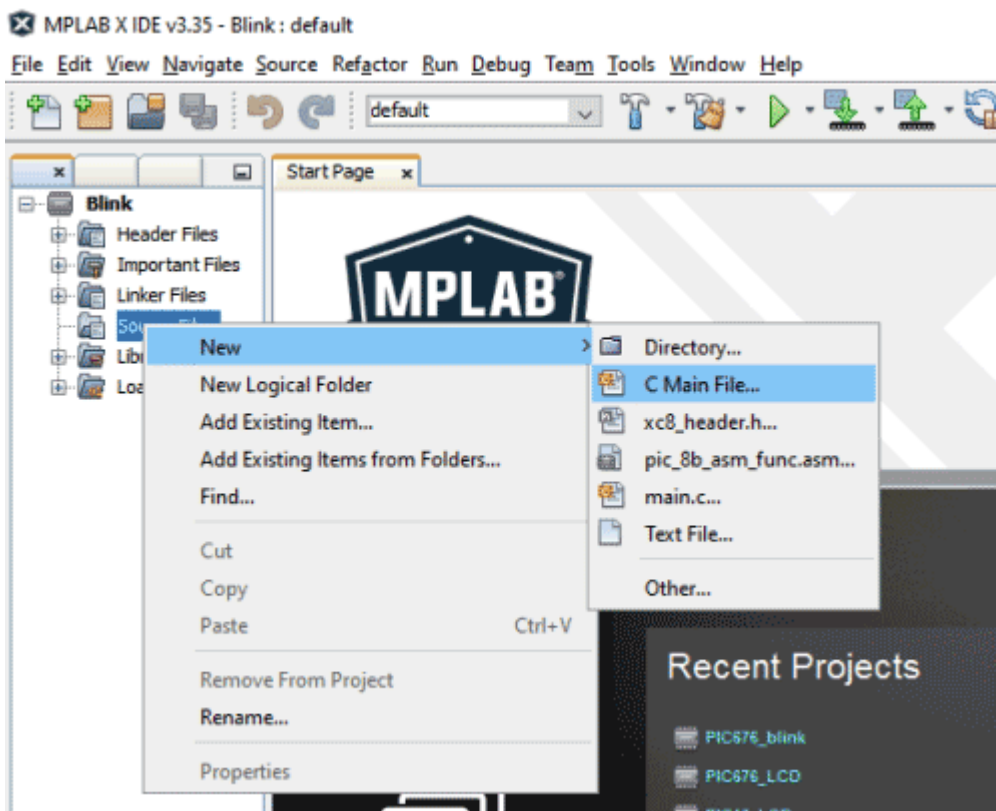 MPLAB X IDE v3.35 - Blink : default
File Edit View Navigate Source Refactor Run Debug Team Tools Window Help
default
Start Page
Blink
Header Files
Important Files
Linker Files
MPLAB
New
New Logical Folder
Add Existing Item...
Add Existing Items from Folders...
Find...
Cut
Copy
Paste Ctrl+V
Remove From Project
Rename...
Properties
Directory...
C Main File...
xc8_header.h...
pic_8b_asm_func.asm...
main.c...
Text File...
Other...
Recent Projects
PIC676_blink
PIC676_LCD